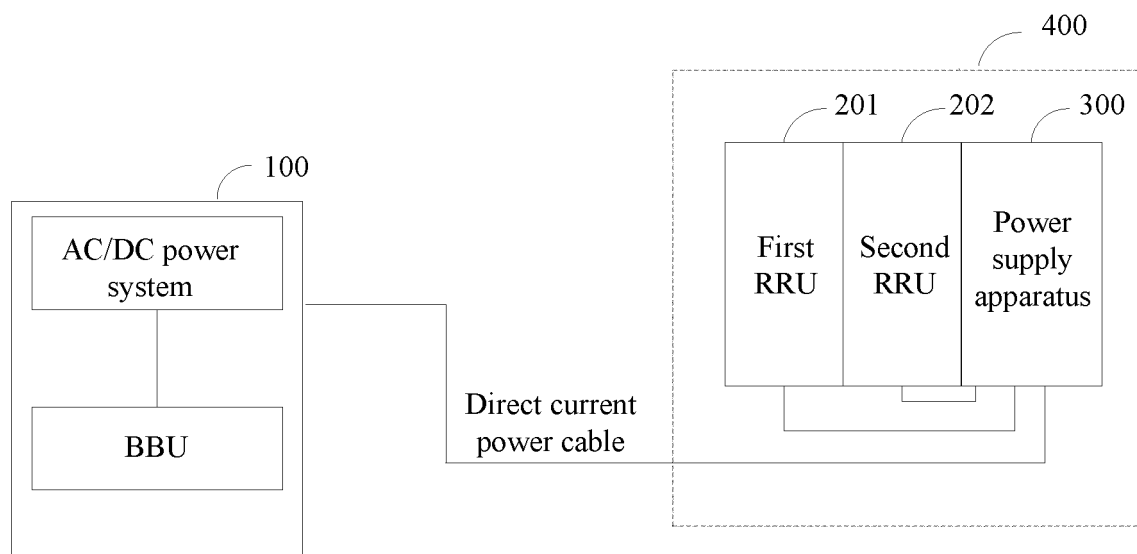 400
201
202
300
100
AC/DC power
system
BBU
First
RRU
Second
RRU
Power
supply
apparatus
Direct current
power cable